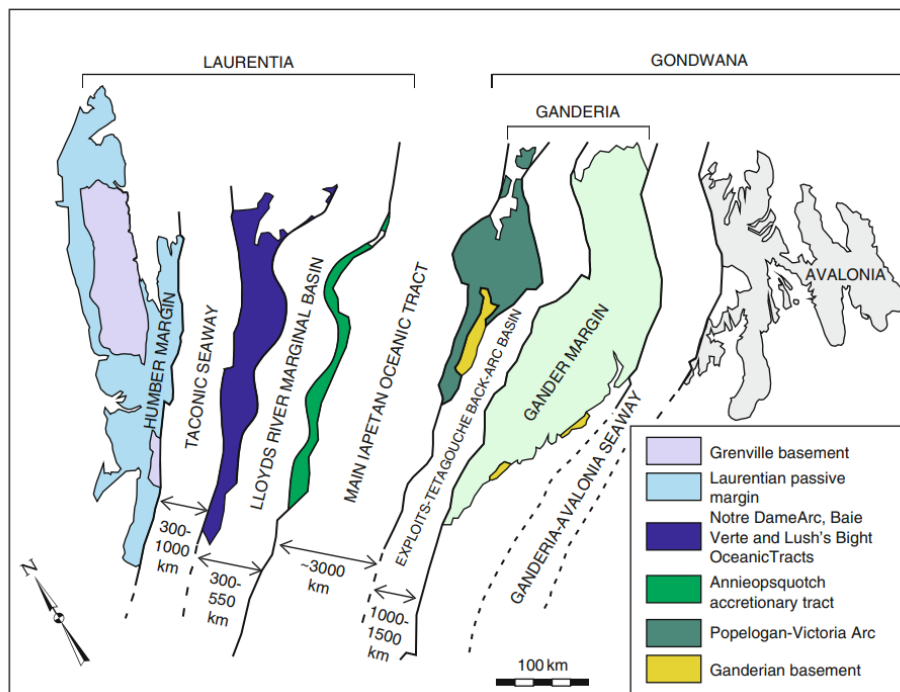 LAURENTIA
GONDWANA
GANDERIA
AVALONIA
HUMBER MARGIN
TACONIC SEAWAY
LLOYDS RIVER MARGINAL BASIN
MAIN IAPETAN OCEANIC TRACT
EXPLOITS-TETAGOUCHE BACK-ARC BASIN
GANDER MARGIN
GANDERIA-AVALONIA SEAWAY
300-
1000
km
300-
550
km
~3000
km
1000-
1500
km
N
100 km
Grenville basement
Laurentian passive
margin
Notre DameArc, Baie
Verte and Lush's Bight
OceanicTracts
Annieopsquotch
accretionary tract
Popelogan-Victoria Arc
Ganderian basement